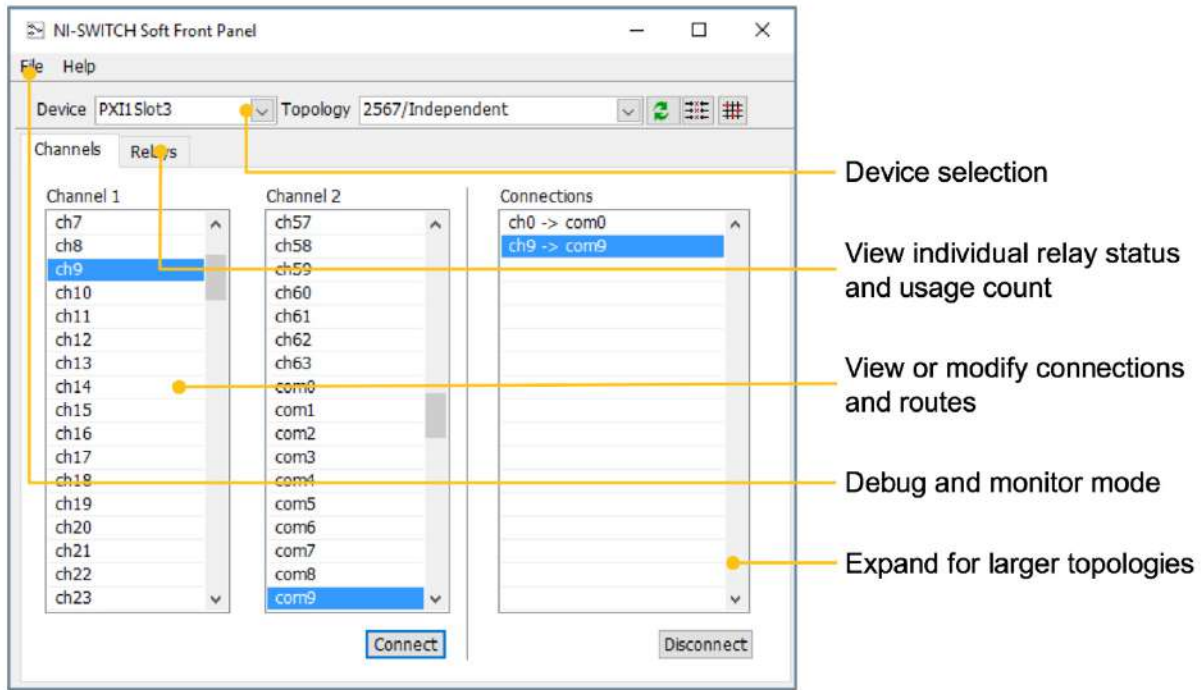 NI-SWITCH Soft Front Panel
File Help
Device PXI1Slot3 Topology 2567/Independent
Channels Relays
Channel 1
ch7
ch8
ch9
ch10
ch11
ch12
ch13
ch14
ch15
ch16
ch17
ch18
ch19
ch20
ch21
ch22
ch23
Channel 2
ch57
ch58
ch59
ch60
ch61
ch62
ch63
com0
com1
com2
com3
com4
com5
com6
com7
com8
com9
Connect
Connections
ch0 -> com0
ch9 -> com9
Disconnect
Device selection
View individual relay status
and usage count
View or modify connections
and routes
Debug and monitor mode
Expand for larger topologies